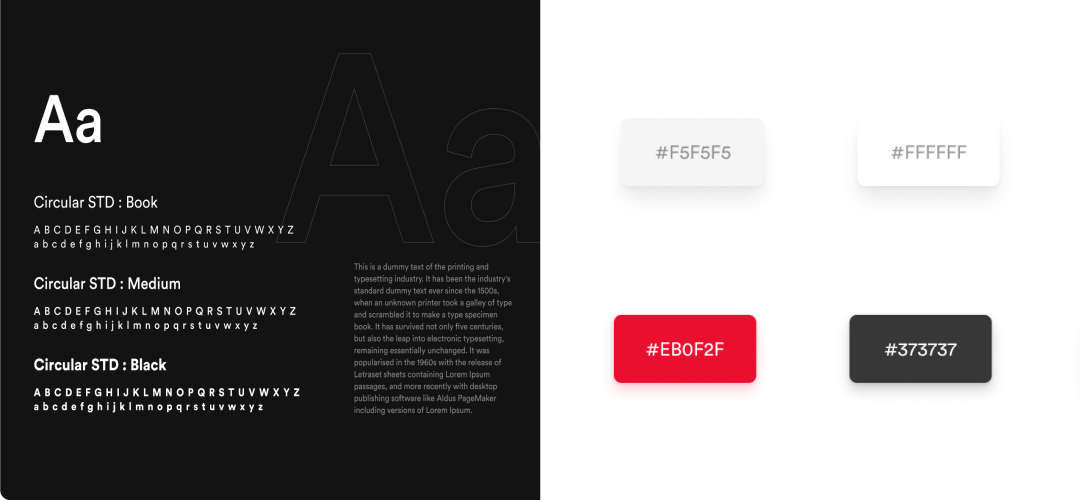 Aa
Aa
Circular STD : Book
A B C D E F G H I J K L M N O P Q R S T U V W X Y Z
a b c d e f g h i j k l m n o p q r s t u v w x y z
Circular STD : Medium
A B C D E F G H I J K L M N O P Q R S T U V W X Y Z
a b c d e f g h i j k l m n o p q r s t u v w x y z
Circular STD : Black
A B C D E F G H I J K L M N O P Q R S T U V W X Y Z
a b c d e f g h i j k l m n o p q r s t u v w x y z
This is a dummy text of the printing and
typesetting industry. It has been the industry's
standard dummy text ever since the 1500s,
when an unknown printer took a galley of type
and scrambled it to make a type specimen
book. It has survived not only five centuries,
but also the leap into electronic typesetting,
remaining essentially unchanged. It was
popularised in the 1960s with the release of
Letraset sheets containing Lorem Ipsum
passages, and more recently with desktop
publishing software like Aldus PageMaker
including versions of Lorem Ipsum.
#F5F5F5
#FFFFFF
#EB0F2F
#373737